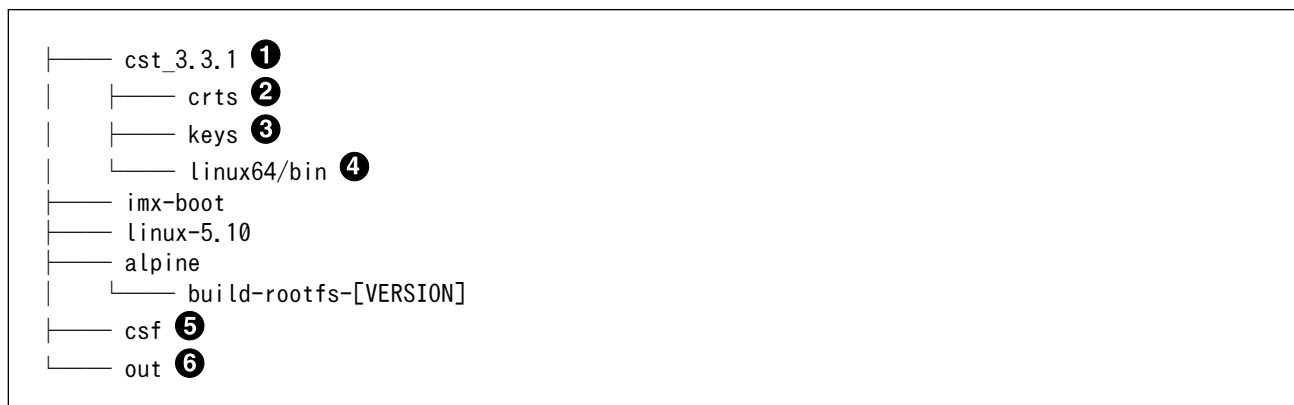 ├── cst_3.3.1 ❶
│   ├── crts ❷
│   ├── keys ❸
│   └── linux64/bin ❹
├── imx-boot
├── linux-5.10
├── alpine
│   └── build-rootfs-[VERSION]
├── csf ❺
└── out ❻